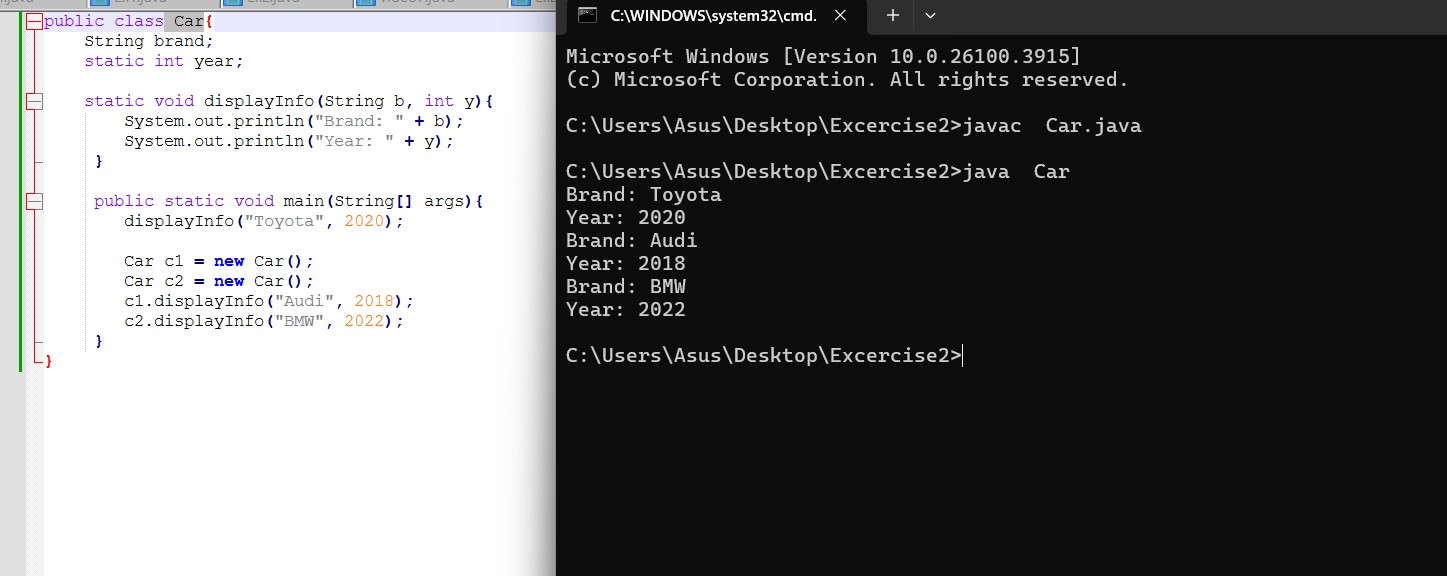 public class Car{
String brand;
static int year;
static void displayInfo(String b, int y){
System.out.println("Brand: " + b);
System.out.println("Year: " + y);
}
public static void main(String[] args){
displayInfo("Toyota", 2020);
Car c1 = new Car();
Car c2 = new Car();
c1.displayInfo("Audi", 2018);
c2.displayInfo("BMW", 2022);
}
}
C:\WINDOWS\system32\cmd.
Microsoft Windows [Version 10.0.26100.3915]
(c) Microsoft Corporation. All rights reserved.
C:\Users\Asus\Desktop\Excercise2>javac  Car.java
C:\Users\Asus\Desktop\Excercise2>java  Car
Brand: Toyota
Year: 2020
Brand: Audi
Year: 2018
Brand: BMW
Year: 2022
C:\Users\Asus\Desktop\Excercise2>